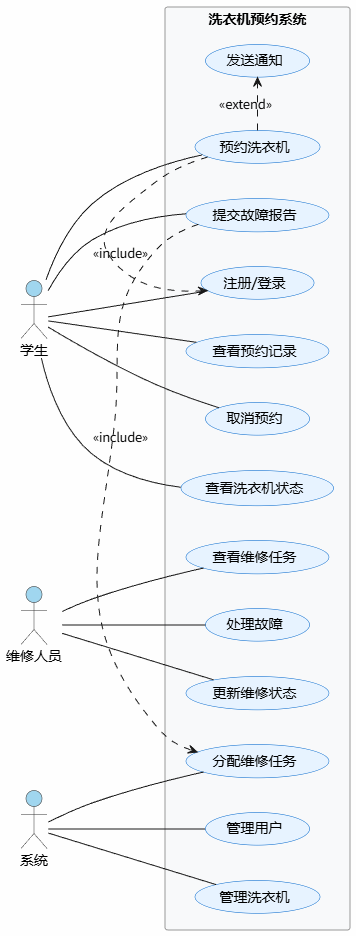 洗衣机预约系统
发送通知
«extend»
预约洗衣机
提交故障报告
«include»
注册/登录
学生
查看预约记录
取消预约
«include»
查看洗衣机状态
查看维修任务
处理故障
维修人员
更新维修状态
分配维修任务
管理用户
系统
管理洗衣机